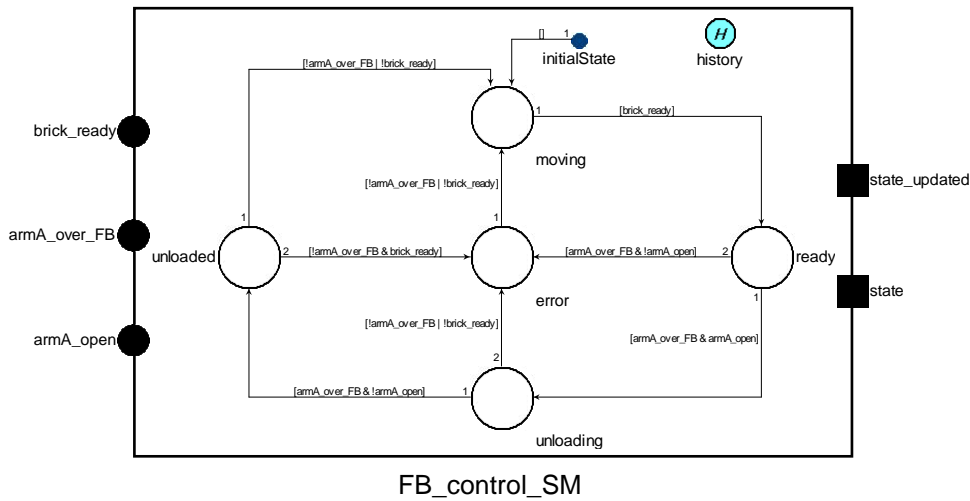 []
1
initialState
H
history
[!armA_over_FB | !brick_ready]
1
[brick_ready]
brick_ready
moving
[!armA_over_FB | !brick_ready]
state_updated
armA_over_FB
1
1
unloaded
2
[!armA_over_FB & brick_ready]
[armA_over_FB & !armA_open]
2
ready
error
1
state
[!armA_over_FB | !brick_ready]
armA_open
[armA_over_FB & armA_open]
2
[armA_over_FB & !armA_open]
1
unloading
FB_control_SM